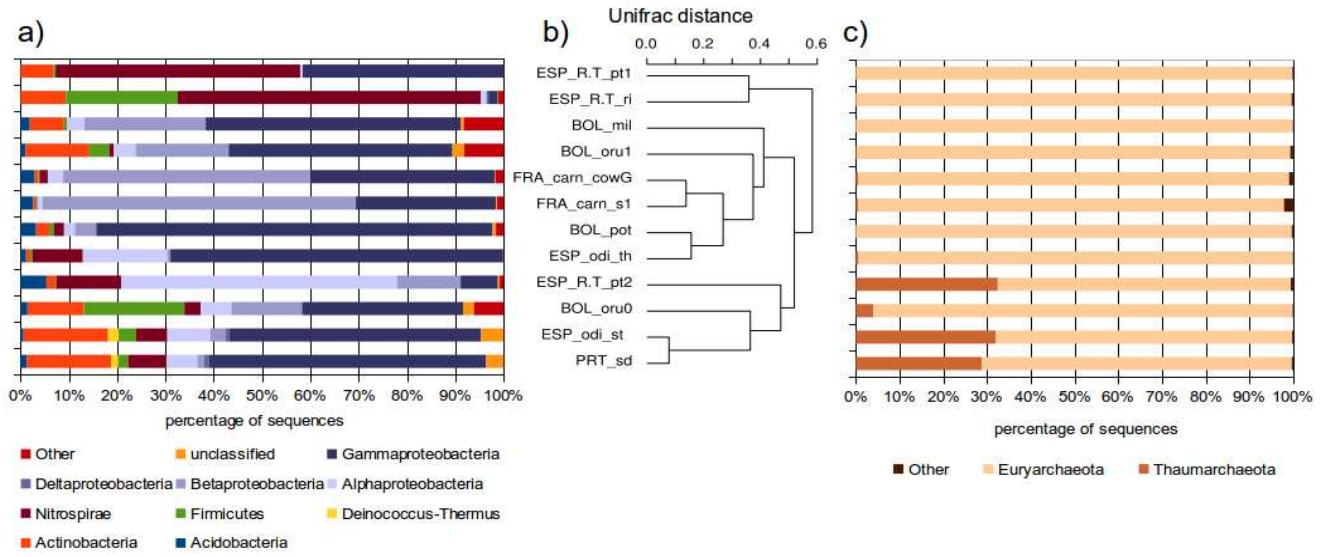 a)
0% 10% 20% 30% 40% 50% 60% 70% 80% 90% 100%
percentage of sequences
Other unclassified Gammaproteobacteria
Deltaproteobacteria Betaproteobacteria Alphaproteobacteria
Nitrospirae Firmicutes Deinococcus-Thermus
Actinobacteria Acidobacteria
b)
Unifrac distance
0.0 0.2 0.4 0.6
ESP_R.T_pt1
ESP_R.T_ri
BOL_mil
BOL_oru1
FRA_carn_cowG
FRA_carn_s1
BOL_pot
ESP_odi_th
ESP_R.T_pt2
BOL_oru0
ESP_odi_st
PRT_sd
c)
0% 10% 20% 30% 40% 50% 60% 70% 80% 90% 100%
percentage of sequences
Other Euryarchaeota Thaumarchaeota